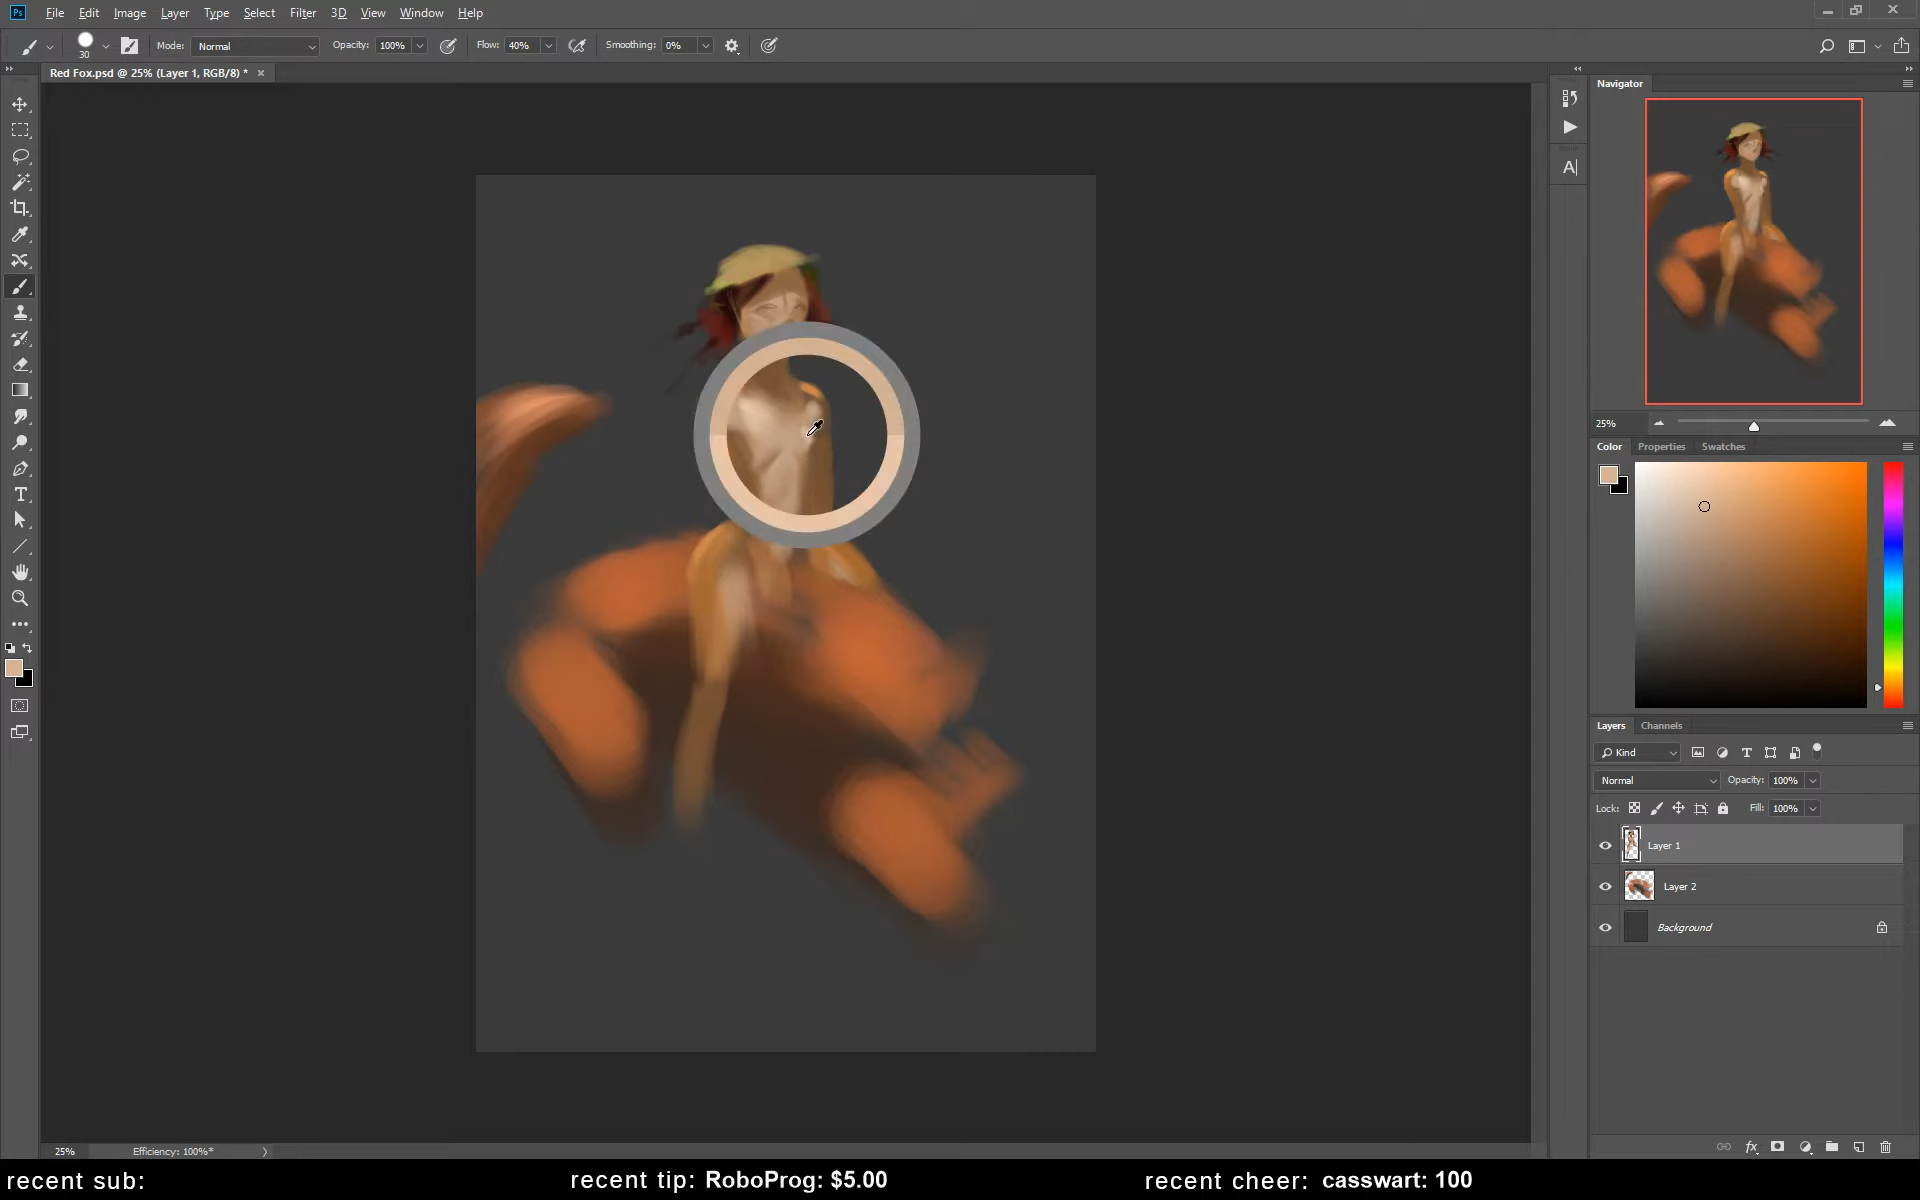 Ps File Edit Image Layer Type Select Filter 3D View Window Help
30 Mode: Normal Opacity: 100% Flow: 40% Smoothing: 0%
Red Fox.psd @ 25% (Layer 1, RGB/8) *
Navigator
25%
Color Properties Swatches
Layers Channels
Kind
Normal Opacity: 100%
Lock: Fill: 100%
Layer 1
Layer 2
Background
fx
25% Efficiency: 100%*
recent sub: recent tip: RoboProg: $5.00 recent cheer: casswart: 100